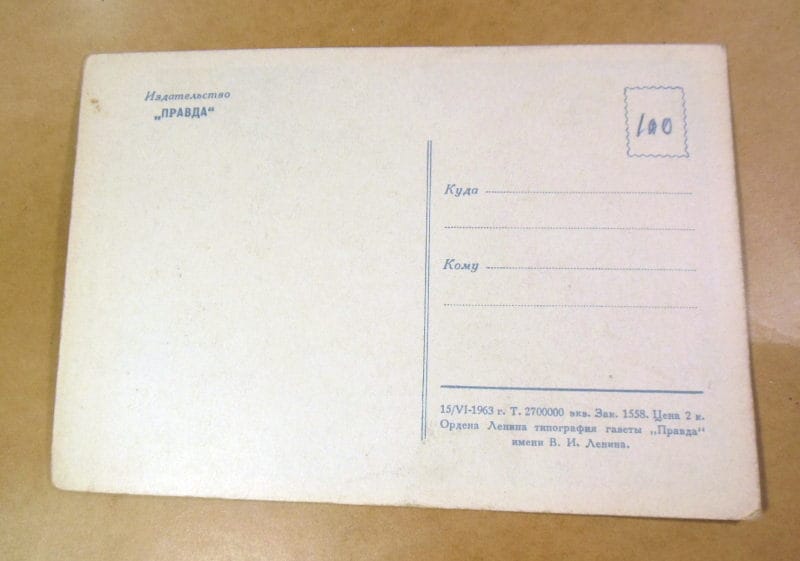 Издательство
„ПРАВДА“
100
Куда
Кому
15/VI-1963 г. Т. 2700000 экз. Зак. 1558. Цена 2 к.
Ордена Ленина типография газеты „Правда“
имени В. И. Ленина.